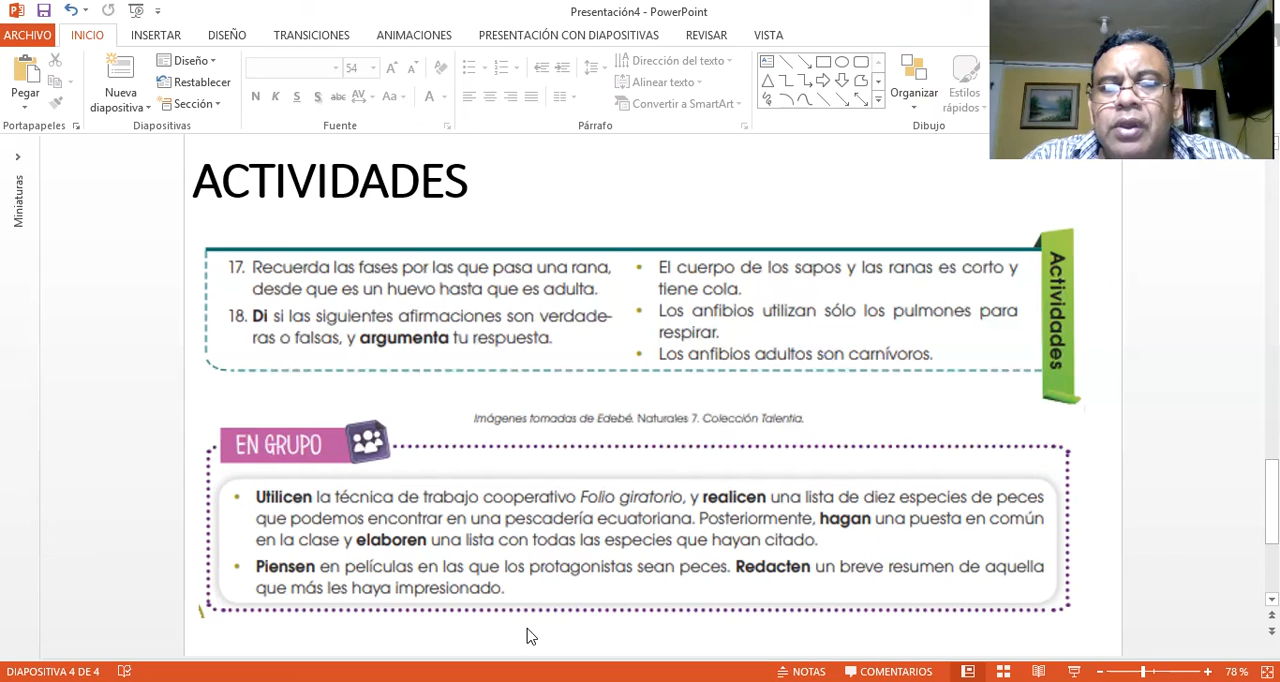 Presentación4 - PowerPoint
ARCHIVO INICIO INSERTAR DISEÑO TRANSICIONES ANIMACIONES PRESENTACIÓN CON DIAPOSITIVAS REVISAR VISTA
Pegar
Nueva diapositiva
Diseño
Restablecer
Sección
54
N K S S abc AV Aa A
Dirección del texto
Alinear texto
Convertir a SmartArt
Organizar
Estilos rápidos
Portapapeles Diapositivas Fuente Párrafo Dibujo
Miniaturas
ACTIVIDADES
17. Recuerda las fases por las que pasa una rana,
desde que es un huevo hasta que es adulta.
18. Di si las siguientes afirmaciones son verdade-
ras o falsas, y argumenta tu respuesta.
• El cuerpo de los sapos y las ranas es corto y
tiene cola.
• Los anfibios utilizan sólo los pulmones para
respirar.
• Los anfibios adultos son carnívoros.
Actividades
Imágenes tomadas de Edebé. Naturales 7. Colección Talentia.
EN GRUPO
• Utilicen la técnica de trabajo cooperativo Folio giratorio, y realicen una lista de diez especies de peces
que podemos encontrar en una pescadería ecuatoriana. Posteriormente, hagan una puesta en común
en la clase y elaboren una lista con todas las especies que hayan citado.
• Piensen en películas en las que los protagonistas sean peces. Redacten un breve resumen de aquella
que más les haya impresionado.
DIAPOSITIVA 4 DE 4 NOTAS COMENTARIOS 78 %